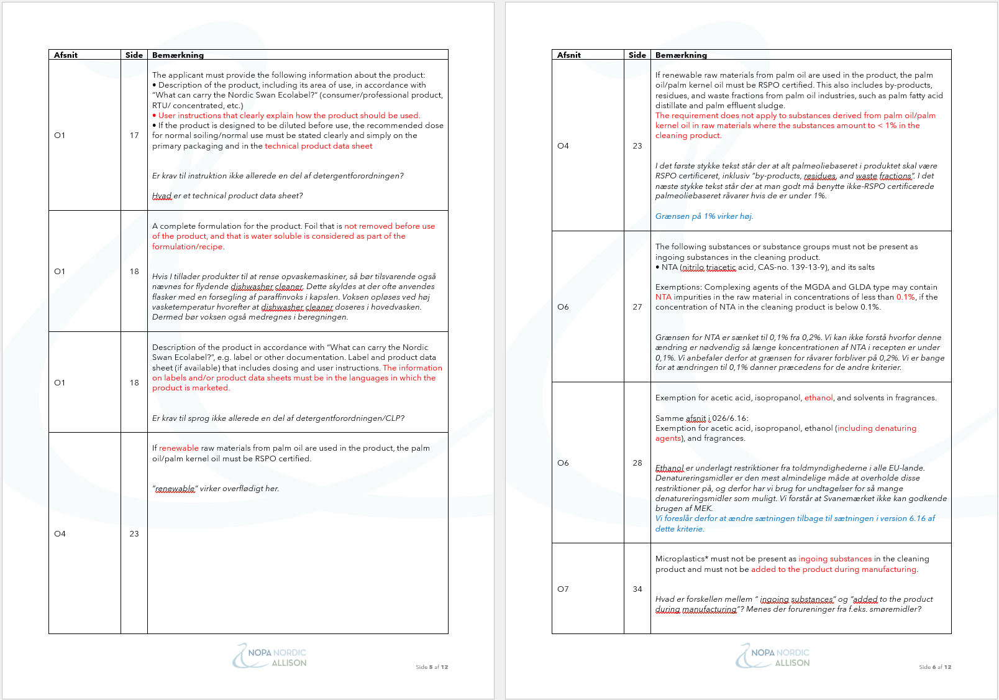 Afsnit Side Bemærkning
The applicant must provide the following information about the product:
• Description of the product, including its area of use, in accordance with
“What can carry the Nordic Swan Ecolabel?” (consumer/professional product,
RTU/ concentrated, etc.)
• User instructions that clearly explain how the product should be used.
• If the product is designed to be diluted before use, the recommended dose
O1 17 for normal soiling/normal use must be stated clearly and simply on the
primary packaging and in the technical product data sheet
Er krav til instruktion ikke allerede en del af detergentforordningen?
Hvad er et technical product data sheet?
A complete formulation for the product. Foil that is not removed before use
of the product, and that is water soluble is considered as part of the
formulation/recipe.
O1 18
Hvis I tillader produkter til at rense opvaskemaskiner, så bør tilsvarende også
nævnes for flydende dishwasher cleaner. Dette skyldes at der ofte anvendes
flasker med en forsegling af paraffinvoks i kapslen. Voksen opløses ved høj
vasketemperatur hvorefter at dishwasher cleaner doseres i hovedvasken.
Dermed bør voksen også medregnes i beregningen.
Description of the product in accordance with “What can carry the Nordic
Swan Ecolabel?”, e.g. label or other documentation. Label and product data
sheet (if available) that includes dosing and user instructions. The information
on labels and/or product data sheets must be in the languages in which the
O1 18
product is marketed.
Er krav til sprog ikke allerede en del af detergentforordningen/CLP?
If renewable raw materials from palm oil are used in the product, the palm
oil/palm kernel oil must be RSPO certified.
”renewable” virker overflødigt her.
O4 23
NOPA NORDIC
ALLISON
Side 5 af 12
Afsnit Side Bemærkning
If renewable raw materials from palm oil are used in the product, the palm
oil/palm kernel oil must be RSPO certified. This also includes by-products,
residues, and waste fractions from palm oil industries, such as palm fatty acid
distillate and palm effluent sludge.
The requirement does not apply to substances derived from palm oil/palm
kernel oil in raw materials where the substances amount to < 1% in the
cleaning product.
O4 23
I det første stykke tekst står der at alt palmeoliebaseret i produktet skal være
RSPO certificeret, inklusiv ”by-products, residues, and waste fractions”. I det
næste stykke tekst står der at man godt må benytte ikke-RSPO certificerede
palmeoliebaseret råvarer hvis de er under 1%.
Grænsen på 1% virker høj.
The following substances or substance groups must not be present as
ingoing substances in the cleaning product.
• NTA (nitrilo triacetic acid, CAS-no. 139-13-9), and its salts
Exemptions: Complexing agents of the MGDA and GLDA type may contain
NTA impurities in the raw material in concentrations of less than 0.1%, if the
O6 27 concentration of NTA in the cleaning product is below 0.1%.
Grænsen for NTA er sænket til 0,1% fra 0,2%. Vi kan ikke forstå hvorfor denne
ændring er nødvendig så længe koncentrationen af NTA i recepten er under
0,1%. Vi anbefaler derfor at grænsen for råvarer forbliver på 0,2%. Vi er bange
for at ændringen til 0,1% danner præcedens for de andre kriterier.
Exemption for acetic acid, isopropanol, ethanol, and solvents in fragrances.
Samme afsnit i 026/6.16:
Exemption for acetic acid, isopropanol, ethanol (including denaturing
agents), and fragrances.
O6 28
Ethanol er underlagt restriktioner fra toldmyndighederne i alle EU-lande.
Denatureringsmidler er den mest almindelige måde at overholde disse
restriktioner på, og derfor har vi brug for undtagelser for så mange
denatureringsmidler som muligt. Vi forstår at Svanemærket ikke kan godkende
brugen af MEK.
Vi foreslår derfor at ændre sætningen tilbage til sætningen i version 6.16 af
dette kriterie.
Microplastics* must not be present as ingoing substances in the cleaning
product and must not be added to the product during manufacturing.
O7 34
Hvad er forskellen mellem ” ingoing substances” og ”added to the product
during manufacturing”? Menes der forureninger fra f.eks. smøremidler?
NOPA NORDIC
ALLISON
Side 6 af 12